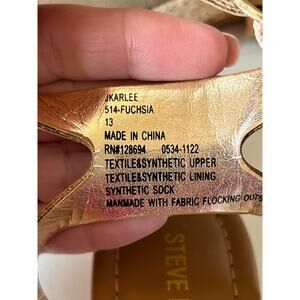 JKARLEE
514-FUCHSIA
13
MADE IN CHINA
RN#128694 0534-1122
TEXTILE&SYNTHETIC UPPER
TEXTILE&SYNTHETIC LINING
SYNTHETIC SOCK
MANMADE WITH FABRIC FLOCKING OUTS
STEVE